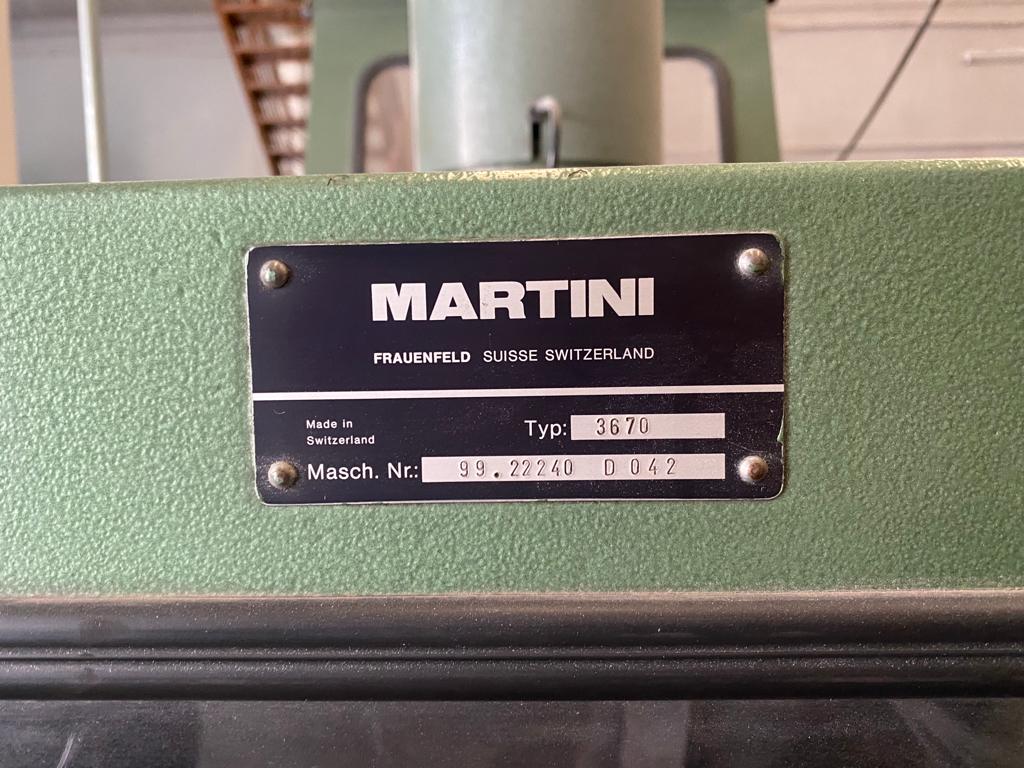 MARTINI
FRAUENFELD SUISSE SWITZERLAND
Made in
Switzerland
Typ: 3670
Masch. Nr.: 99.22240 D 042